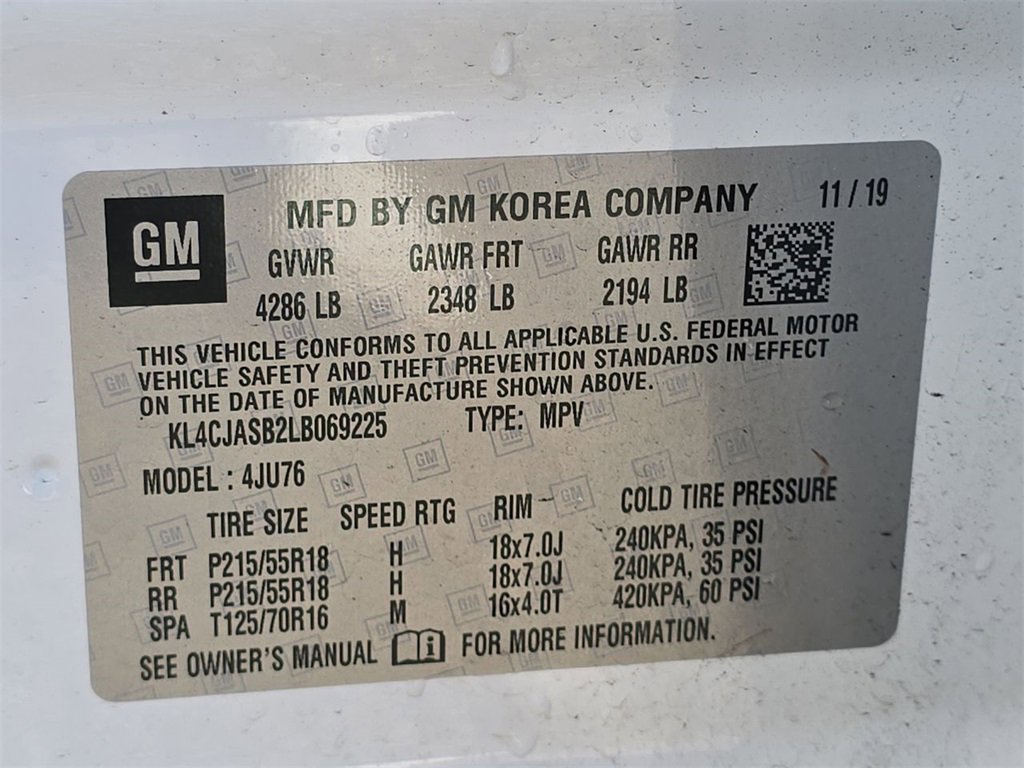 GM
MFD BY GM KOREA COMPANY 11 / 19
GVWR GAWR FRT GAWR RR
4286 LB 2348 LB 2194 LB
THIS VEHICLE CONFORMS TO ALL APPLICABLE U.S. FEDERAL MOTOR
VEHICLE SAFETY AND THEFT PREVENTION STANDARDS IN EFFECT
ON THE DATE OF MANUFACTURE SHOWN ABOVE.
KL4CJASB2LB069225 TYPE: MPV
MODEL : 4JU76
TIRE SIZE SPEED RTG RIM COLD TIRE PRESSURE
FRT P215/55R18 H 18x7.0J 240KPA, 35 PSI
RR P215/55R18 H 18x7.0J 240KPA, 35 PSI
SPA T125/70R16 M 16x4.0T 420KPA, 60 PSI
SEE OWNER'S MANUAL FOR MORE INFORMATION.